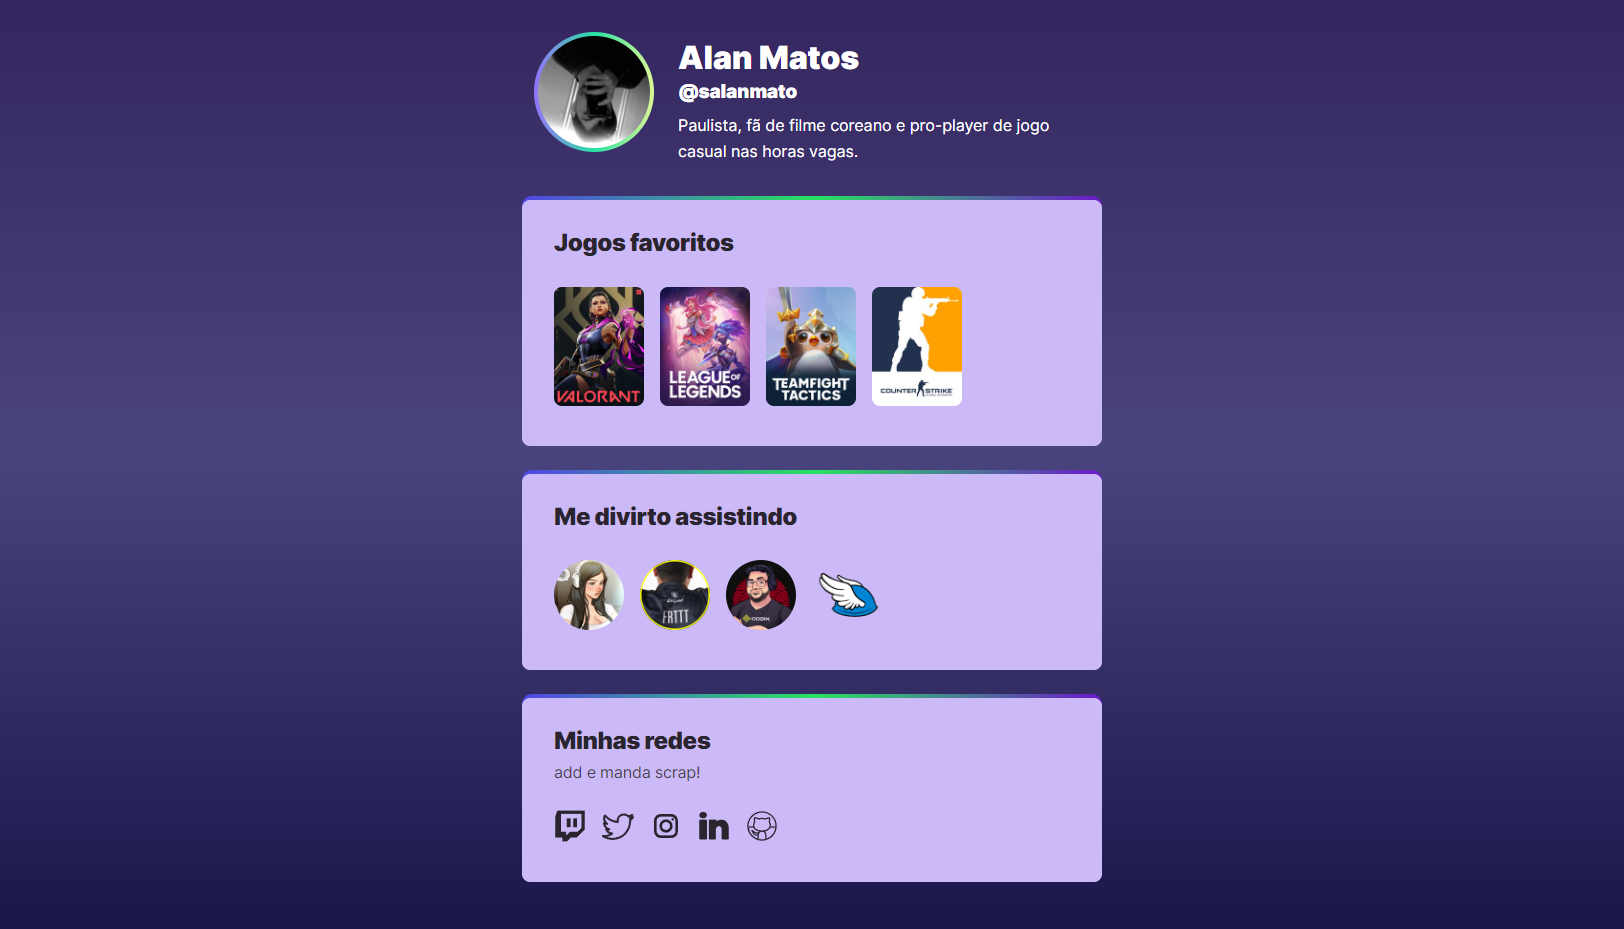 Alan Matos
@salanmato
Paulista, fã de filme coreano e pro-player de jogo
casual nas horas vagas.
Jogos favoritos
VALORANT
LEAGUE OF
LEGENDS
TEAMFIGHT
TACTICS
COUNTER STRIKE
Me divirto assistindo
FRTTT
Minhas redes
add e manda scrap!
in